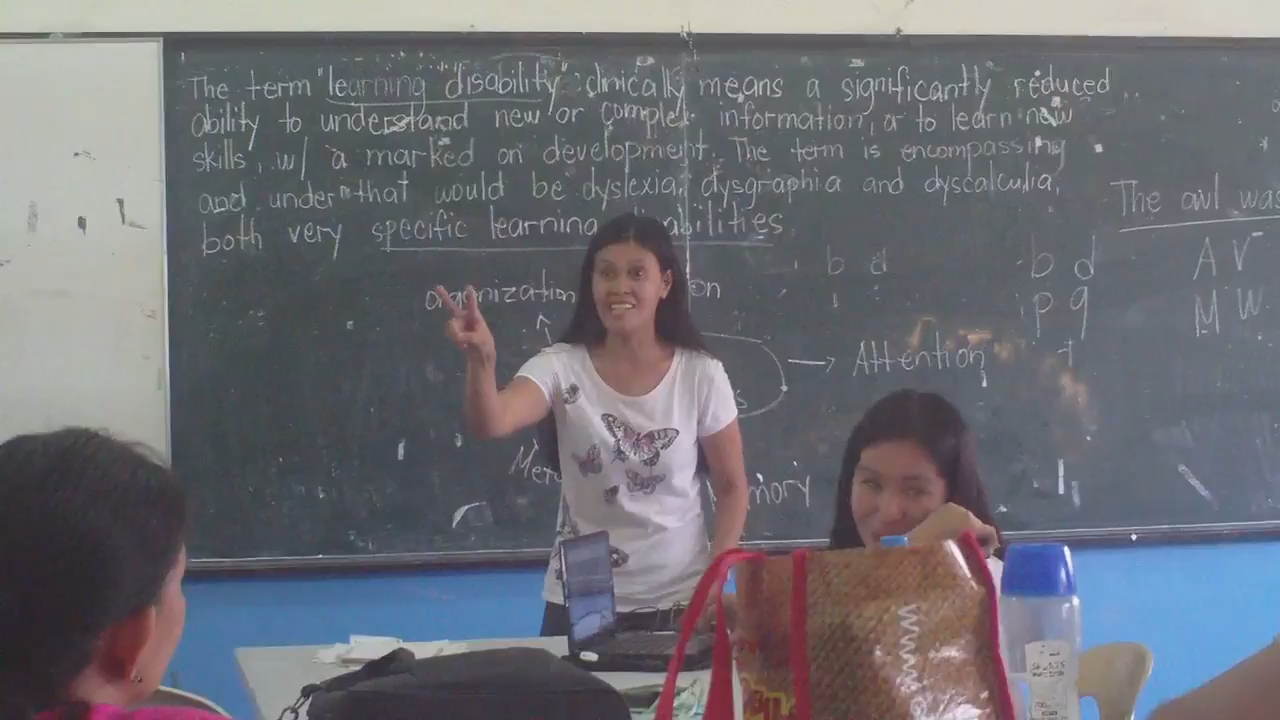 The term "learning disability" clinically means a significantly reduced
ability to understand new or complex information, or to learn new
skills, w/ a marked on development. The term is encompassing
and under that would be dyslexia, dysgraphia and dyscalculia,
both very specific learning abilities
The owl was
b d
b d
A V
organization
on
p q
M W
Attention